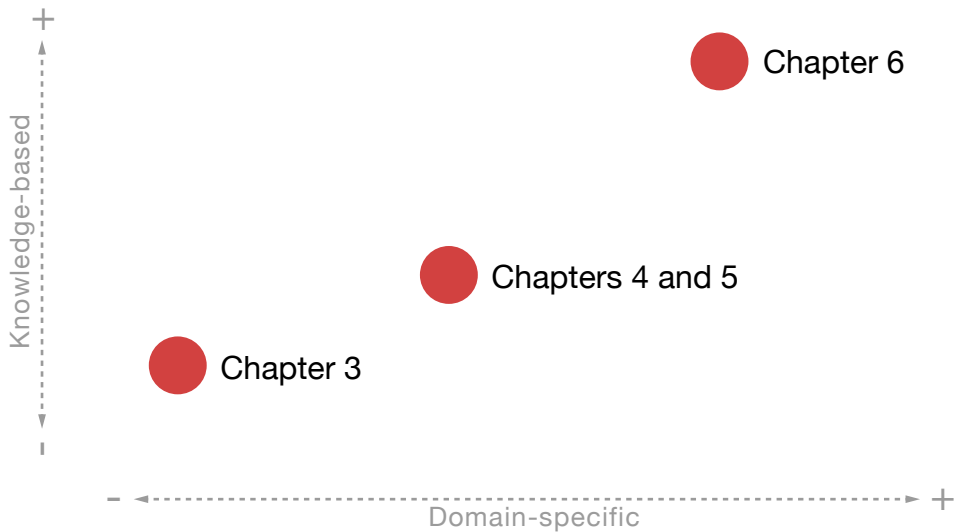 +
Chapter 6
Knowledge-based
Chapters 4 and 5
Chapter 3
-
- +
Domain-specific